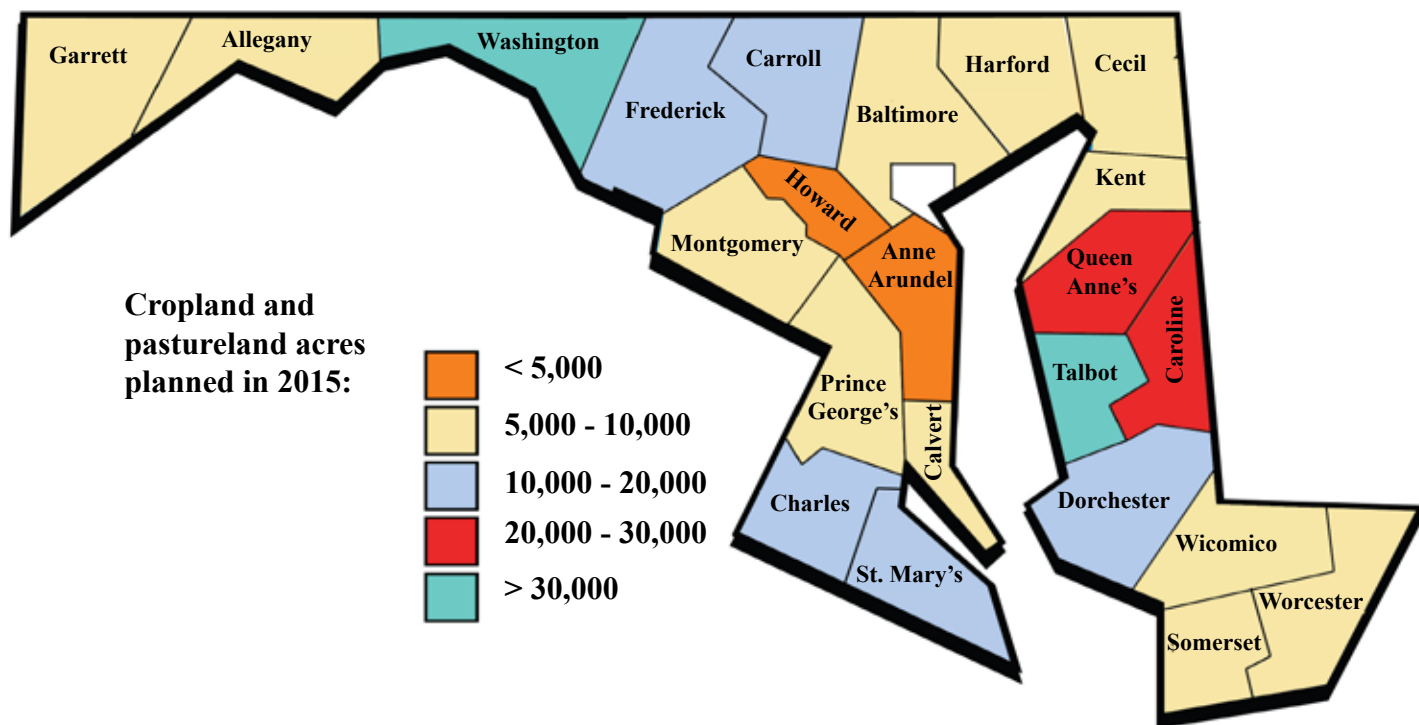 Garrett
Allegany
Washington
Frederick
Carroll
Baltimore
Harford
Cecil
Kent
Howard
Montgomery
Anne
Arundel
Queen
Anne’s
Caroline
Talbot
Prince
George’s
Calvert
Charles
St. Mary’s
Dorchester
Wicomico
Worcester
Somerset
Cropland and
pastureland acres
planned in 2015:
< 5,000
5,000 - 10,000
10,000 - 20,000
20,000 - 30,000
> 30,000